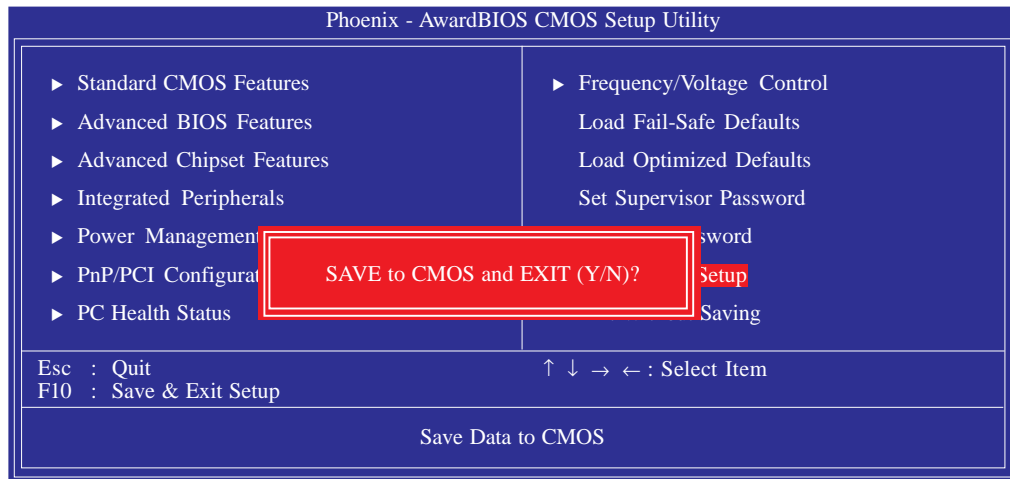 Phoenix - AwardBIOS CMOS Setup Utility
► Standard CMOS Features
► Advanced BIOS Features
► Advanced Chipset Features
► Integrated Peripherals
► Power Management
► PnP/PCI Configurat
► PC Health Status
► Frequency/Voltage Control
Load Fail-Safe Defaults
Load Optimized Defaults
Set Supervisor Password
sword
Setup
Saving
SAVE to CMOS and EXIT (Y/N)?
Esc : Quit
F10 : Save & Exit Setup
↑ ↓ → ← : Select Item
Save Data to CMOS